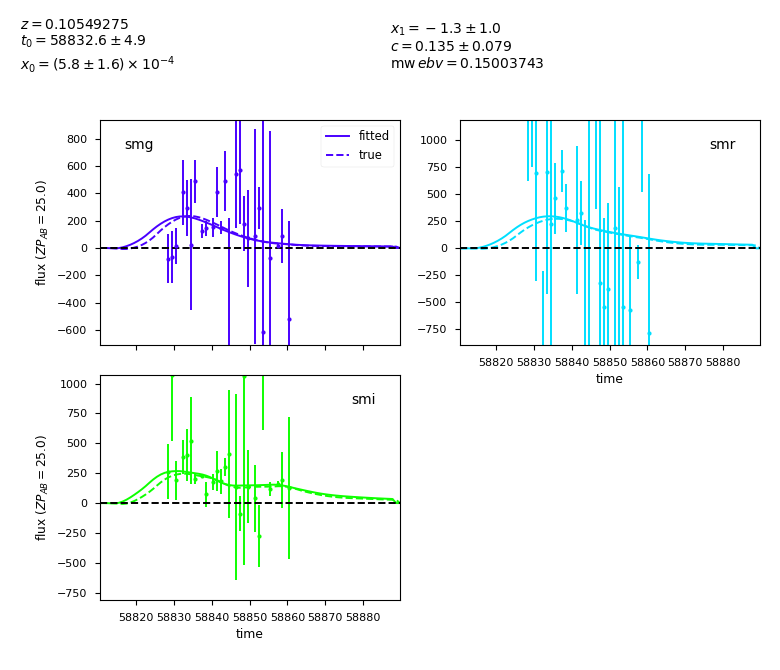 z = 0.10549275
t₀ = 58832.6 ± 4.9
x₀ = (5.8 ± 1.6) × 10⁻⁴
x₁ = −1.3 ± 1.0
c = 0.135 ± 0.079
mw ebv = 0.15003743
smg
fitted
true
800
600
400
200
0
−200
−400
−600
flux (ZP_AB = 25.0)
smr
1000
750
500
250
0
−250
−500
−750
58820 58830 58840 58850 58860 58870 58880
time
smi
1000
750
500
250
0
−250
−500
−750
flux (ZP_AB = 25.0)
58820 58830 58840 58850 58860 58870 58880
time